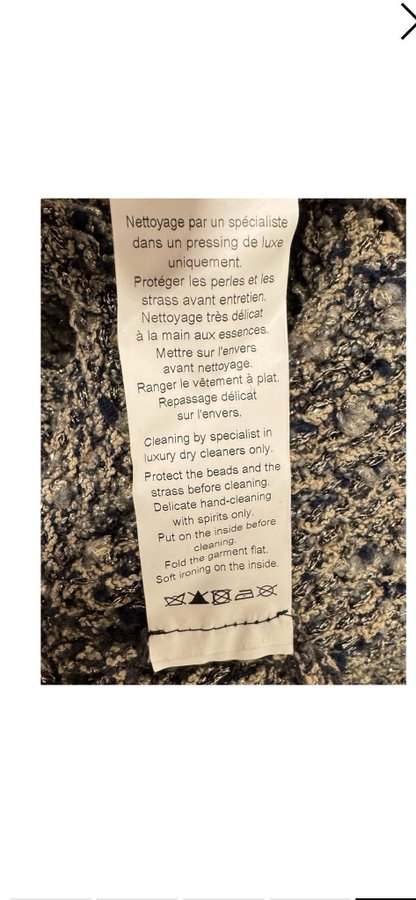 Nettoyage par un spécialiste
dans un pressing de luxe
uniquement.
Protéger les perles et les
strass avant entretien.
Nettoyage très délicat
à la main aux essences.
Mettre sur l'envers
avant nettoyage.
Ranger le vêtement à plat.
Repassage délicat
sur l'envers.
Cleaning by specialist in
luxury dry cleaners only.
Protect the beads and the
strass before cleaning.
Delicate hand-cleaning
with spirits only.
Put on the inside before
cleaning.
Fold the garment flat.
Soft ironing on the inside.